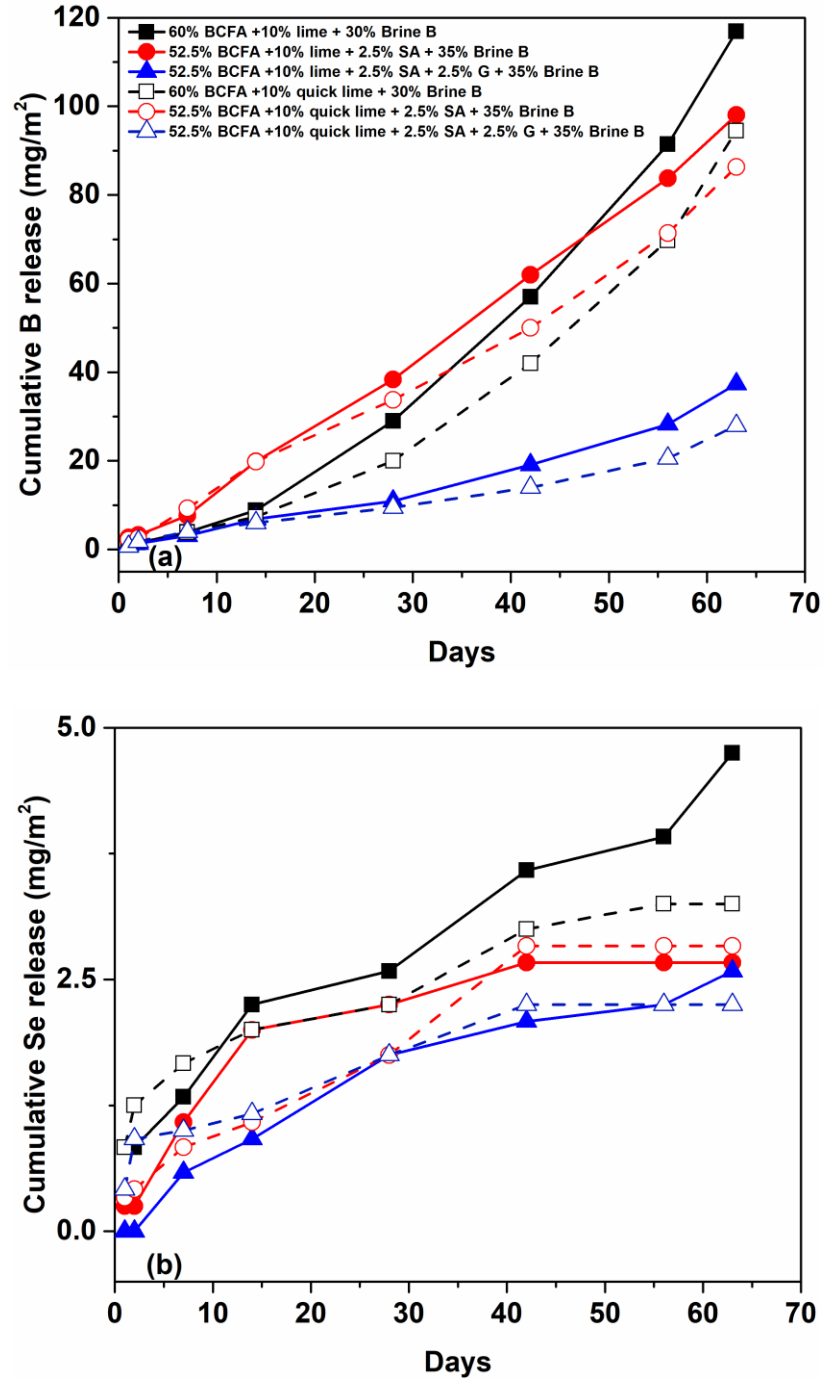 120
100
80
60
40
20
0
60% BCFA +10% lime + 30% Brine B
52.5% BCFA +10% lime + 2.5% SA + 35% Brine B
52.5% BCFA +10% lime + 2.5% SA + 2.5% G + 35% Brine B
60% BCFA +10% quick lime + 30% Brine B
52.5% BCFA +10% quick lime + 2.5% SA + 35% Brine B
52.5% BCFA +10% quick lime + 2.5% SA + 2.5% G + 35% Brine B
Cumulative B release (mg/m²)
(a)
0 10 20 30 40 50 60 70
Days
5.0
2.5
0.0
Cumulative Se release (mg/m²)
(b)
0 10 20 30 40 50 60 70
Days